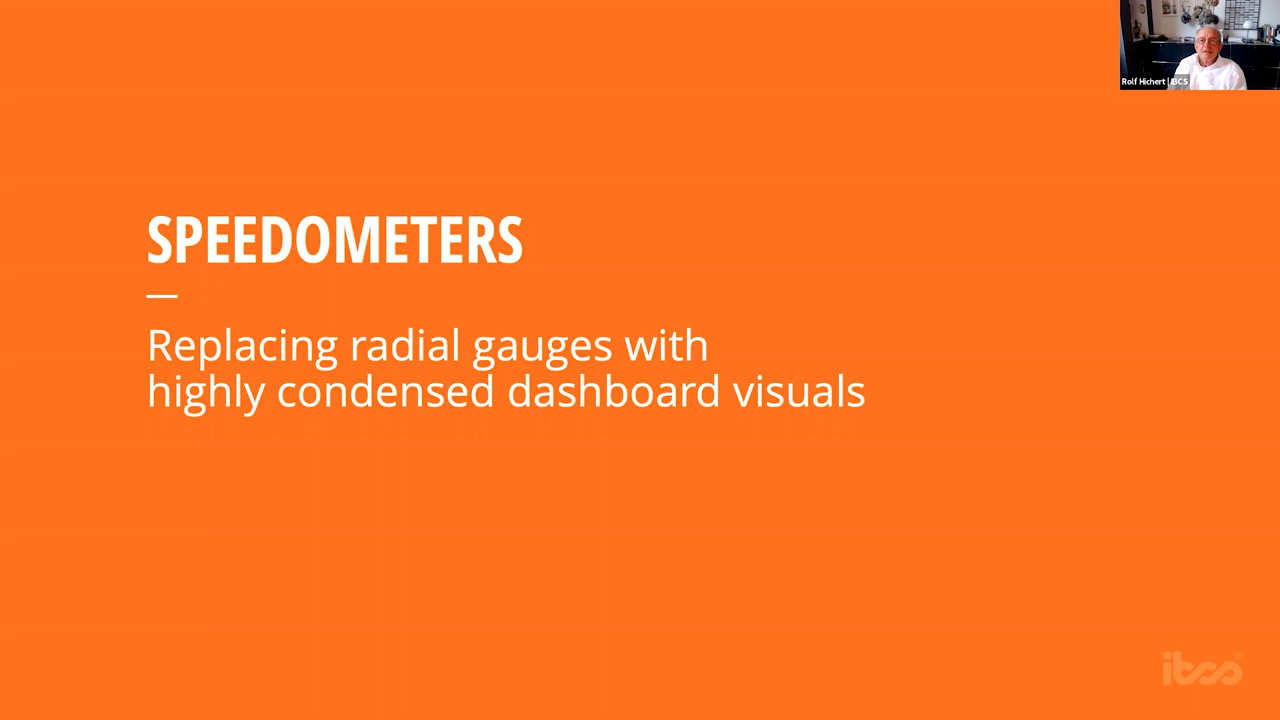 Rolf Hichert | IBCS
SPEEDOMETERS
Replacing radial gauges with
highly condensed dashboard visuals
ibcs®